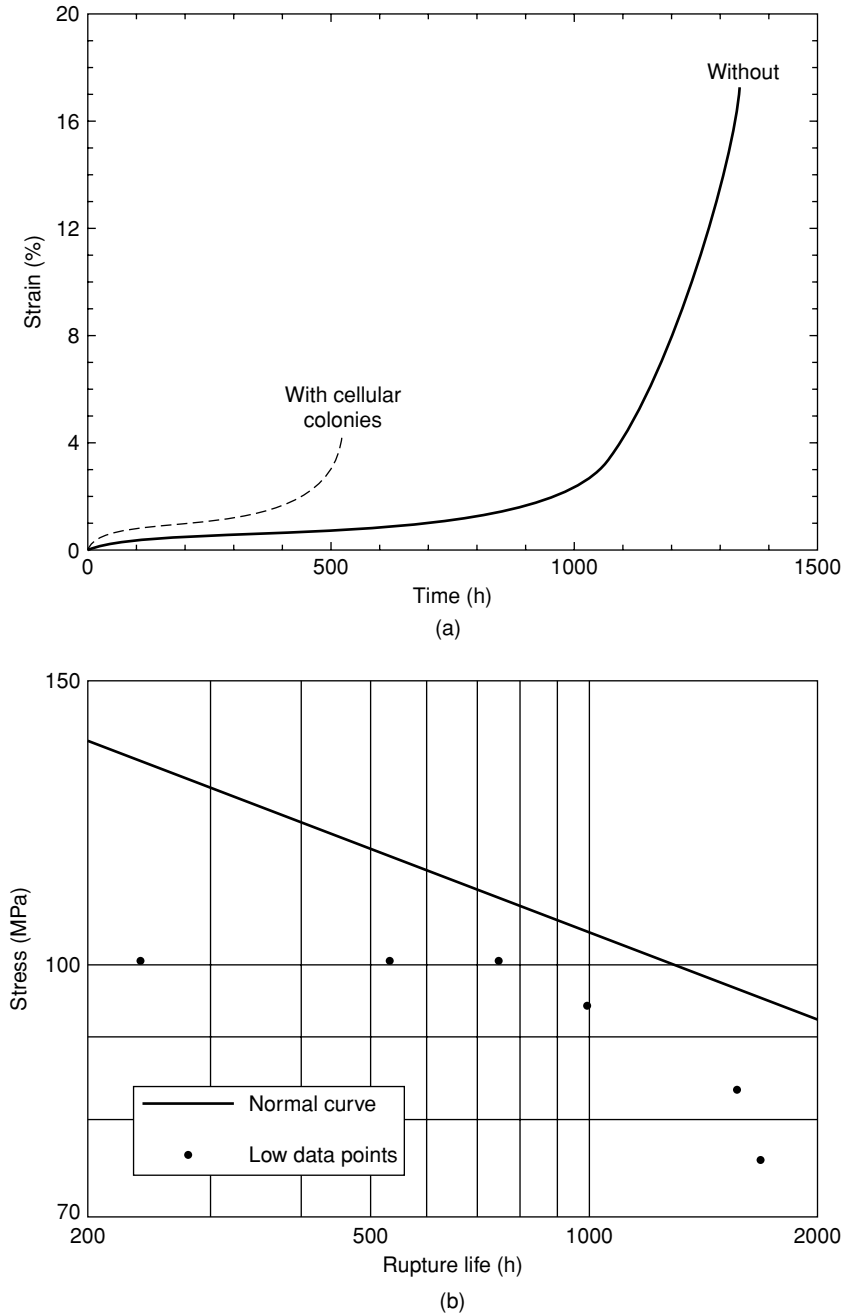 20
Without
16
12
Strain (%)
8
With cellular
colonies
4
0
0
500
1000
1500
Time (h)
(a)
150
Stress (MPa)
100
Normal curve
Low data points
70
200
500
1000
2000
Rupture life (h)
(b)